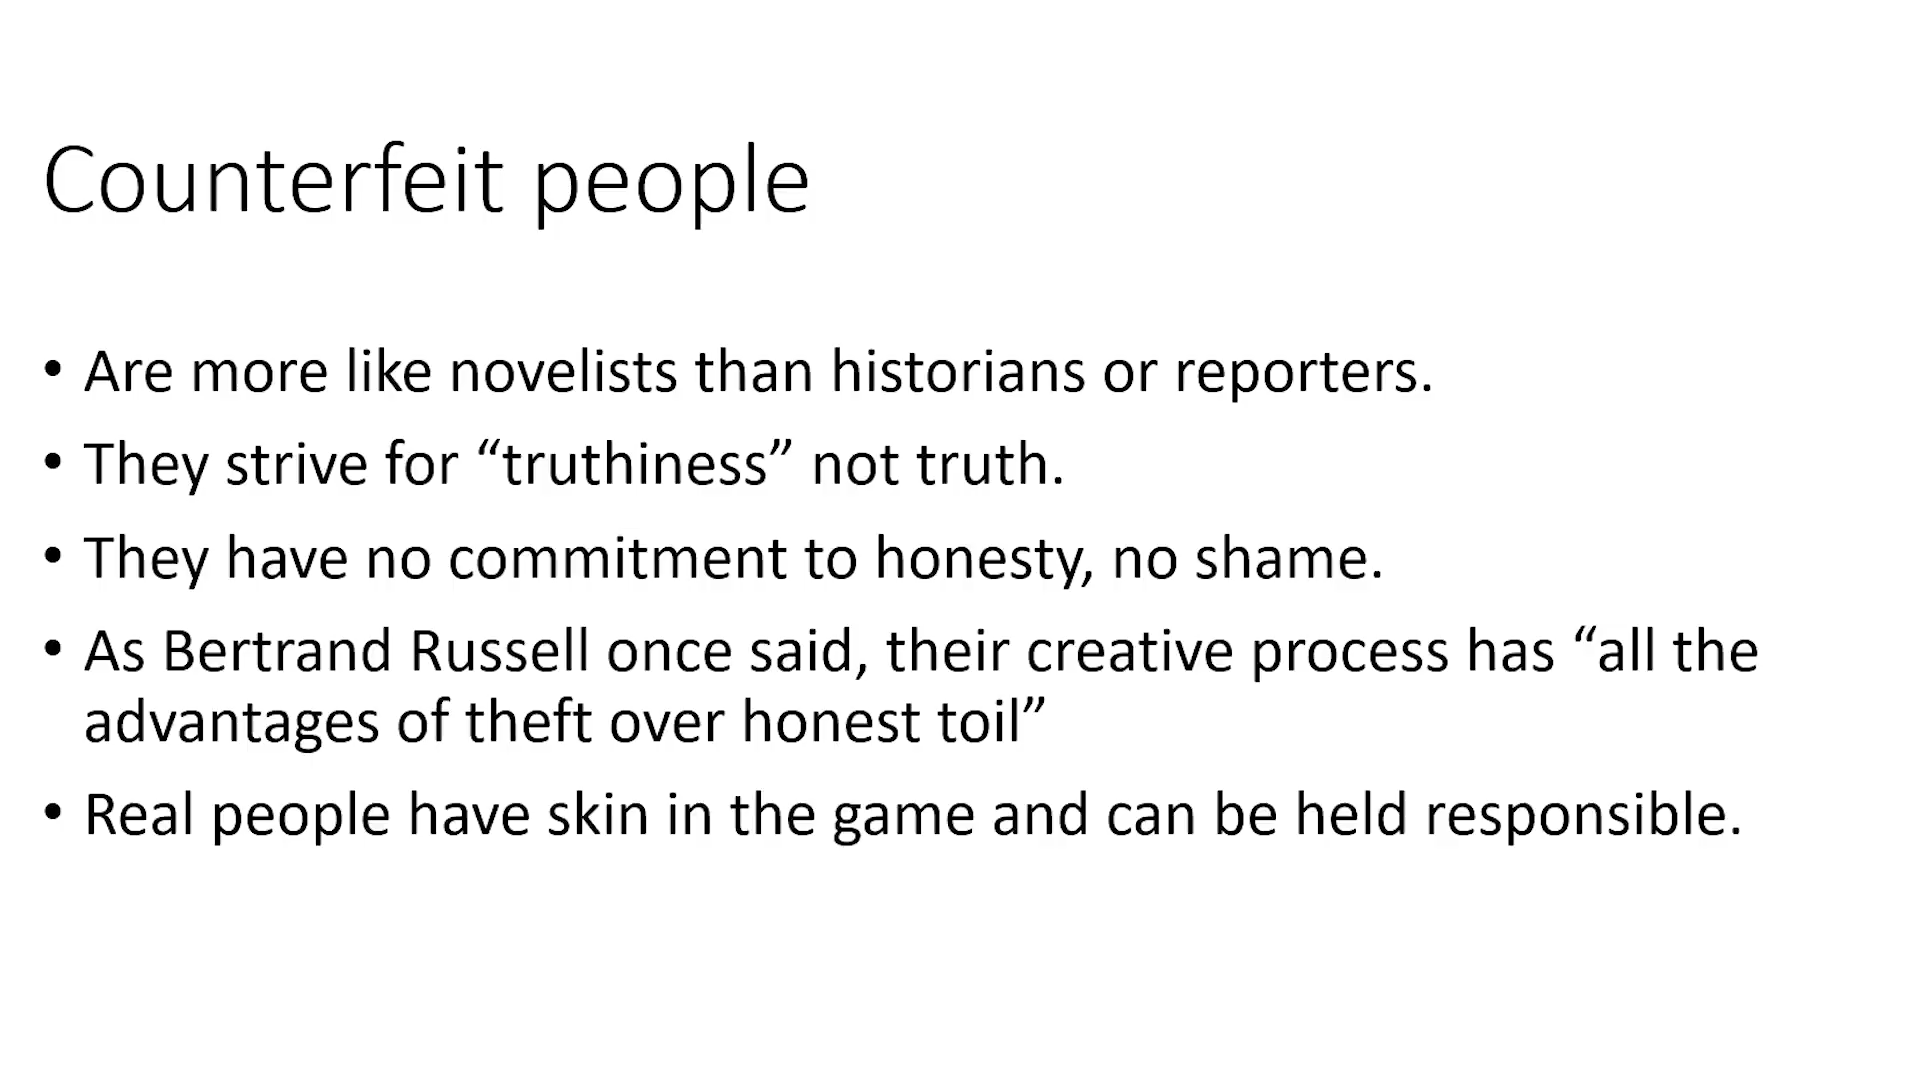 Counterfeit people
• Are more like novelists than historians or reporters.
• They strive for “truthiness” not truth.
• They have no commitment to honesty, no shame.
• As Bertrand Russell once said, their creative process has “all the
advantages of theft over honest toil”
• Real people have skin in the game and can be held responsible.